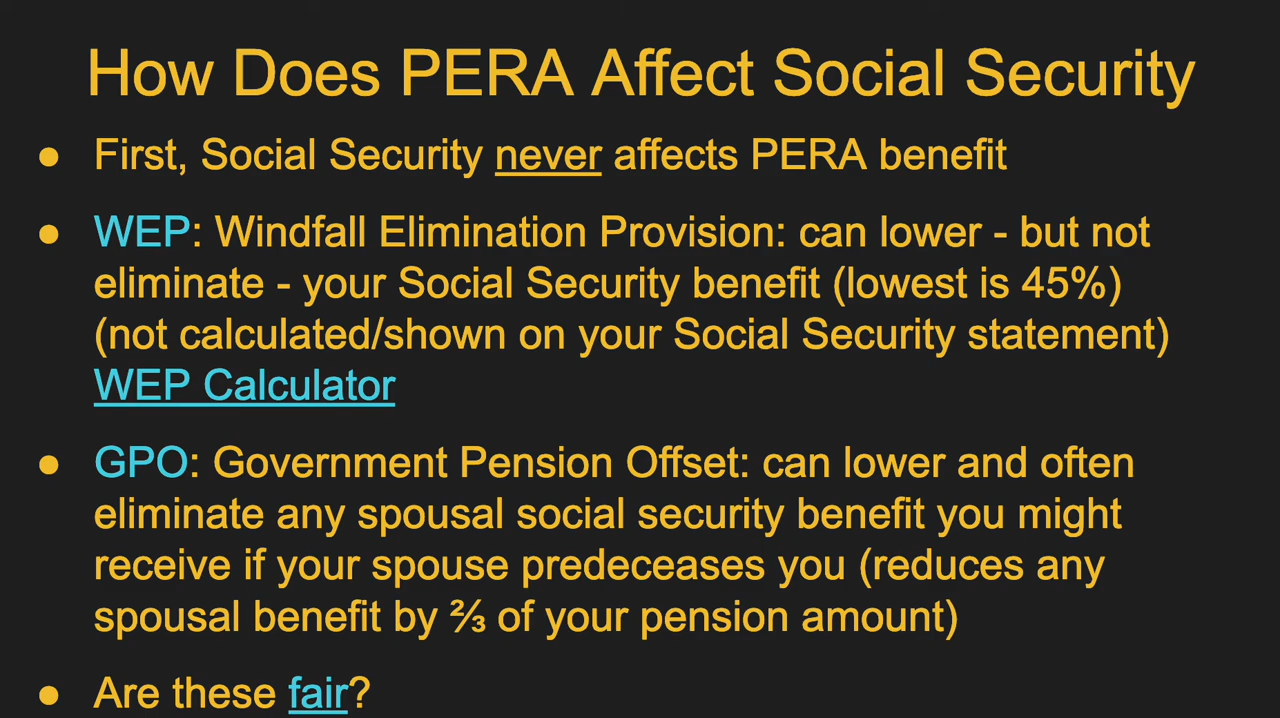 How Does PERA Affect Social Security
● First, Social Security never affects PERA benefit
● WEP: Windfall Elimination Provision: can lower - but not
eliminate - your Social Security benefit (lowest is 45%)
(not calculated/shown on your Social Security statement)
WEP Calculator
● GPO: Government Pension Offset: can lower and often
eliminate any spousal social security benefit you might
receive if your spouse predeceases you (reduces any
spousal benefit by ⅔ of your pension amount)
● Are these fair?